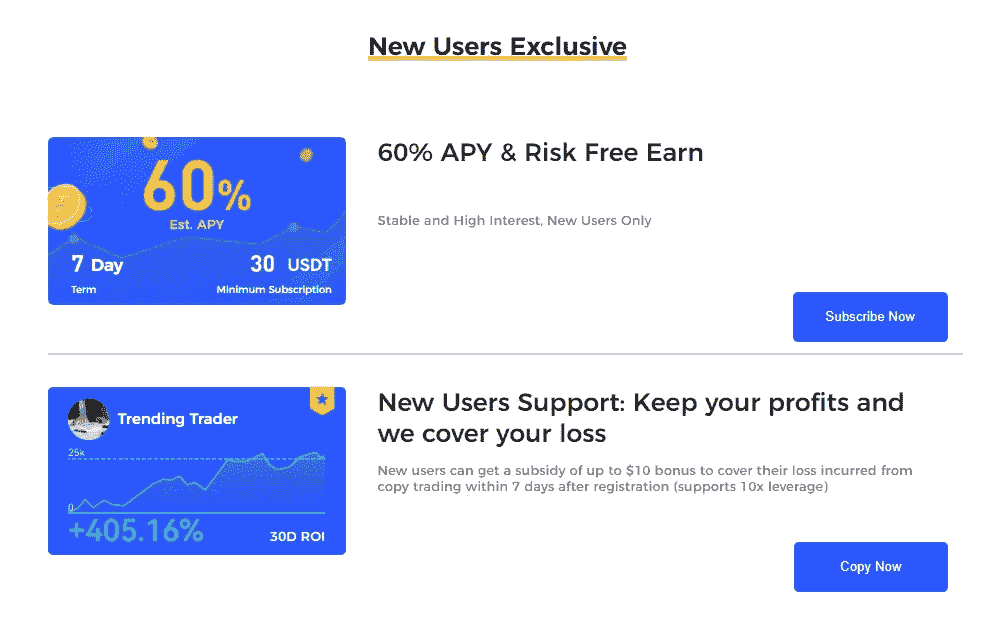 New Users Exclusive
60%
Est. APY
7 Day
30 USDT
Term
Minimum Subscription
60% APY & Risk Free Earn
Stable and High Interest, New Users Only
Subscribe Now
Trending Trader
25k
0
+405.16%
30D ROI
New Users Support: Keep your profits and
we cover your loss
New users can get a subsidy of up to $10 bonus to cover their loss incurred from
copy trading within 7 days after registration (supports 10x leverage)
Copy Now